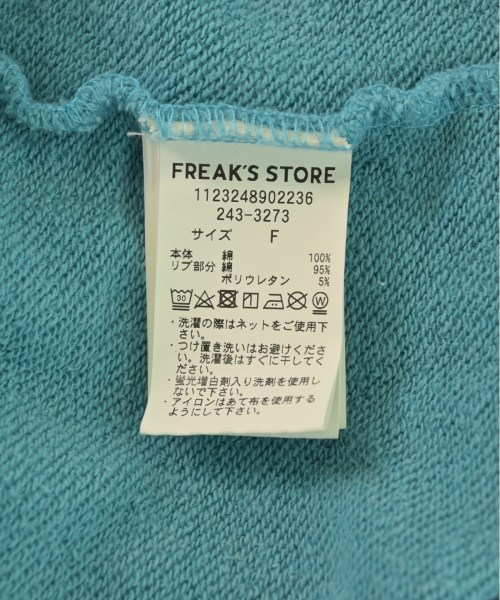 FREAK'S STORE
1123248902236
243-3273
サイズ F
本体 綿 100%
リブ部分 綿 95%
ポリウレタン 5%
30 W
・洗濯の際はネットをご使用下
さい。
・つけ置き洗いはお避けくださ
い。洗濯後はすぐに干してく
ださい。
・蛍光増白剤入り洗剤を使用し
ないで下さい。
・アイロンはあて布を使用する
ようにして下さい。